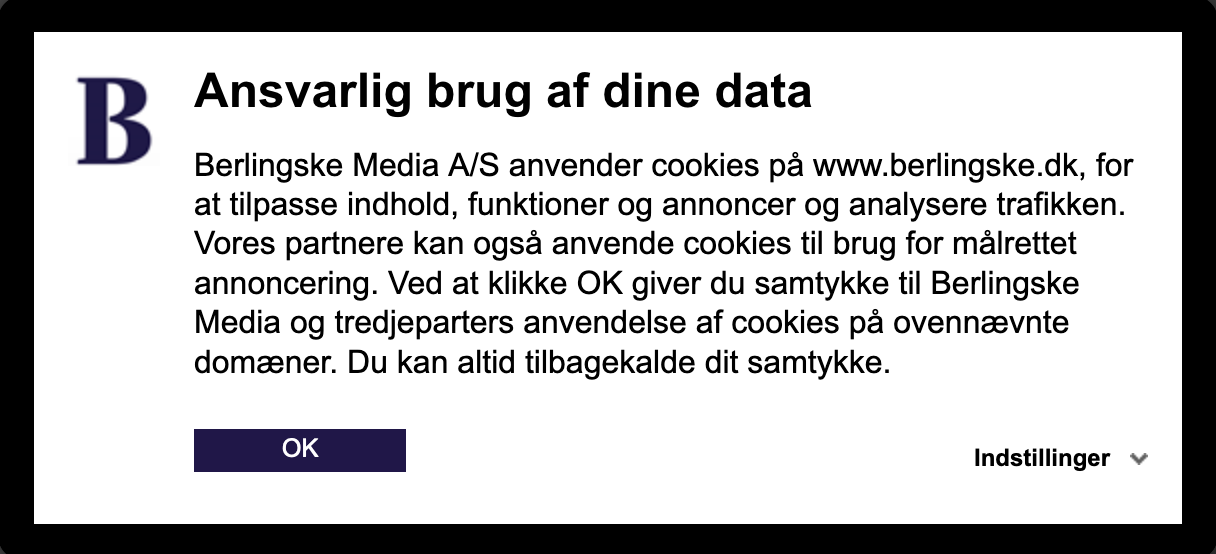 B
Ansvarlig brug af dine data
Berlingske Media A/S anvender cookies på www.berlingske.dk, for
at tilpasse indhold, funktioner og annoncer og analysere trafikken.
Vores partnere kan også anvende cookies til brug for målrettet
annoncering. Ved at klikke OK giver du samtykke til Berlingske
Media og tredjeparters anvendelse af cookies på ovennævnte
domæner. Du kan altid tilbagekalde dit samtykke.
OK
Indstillinger